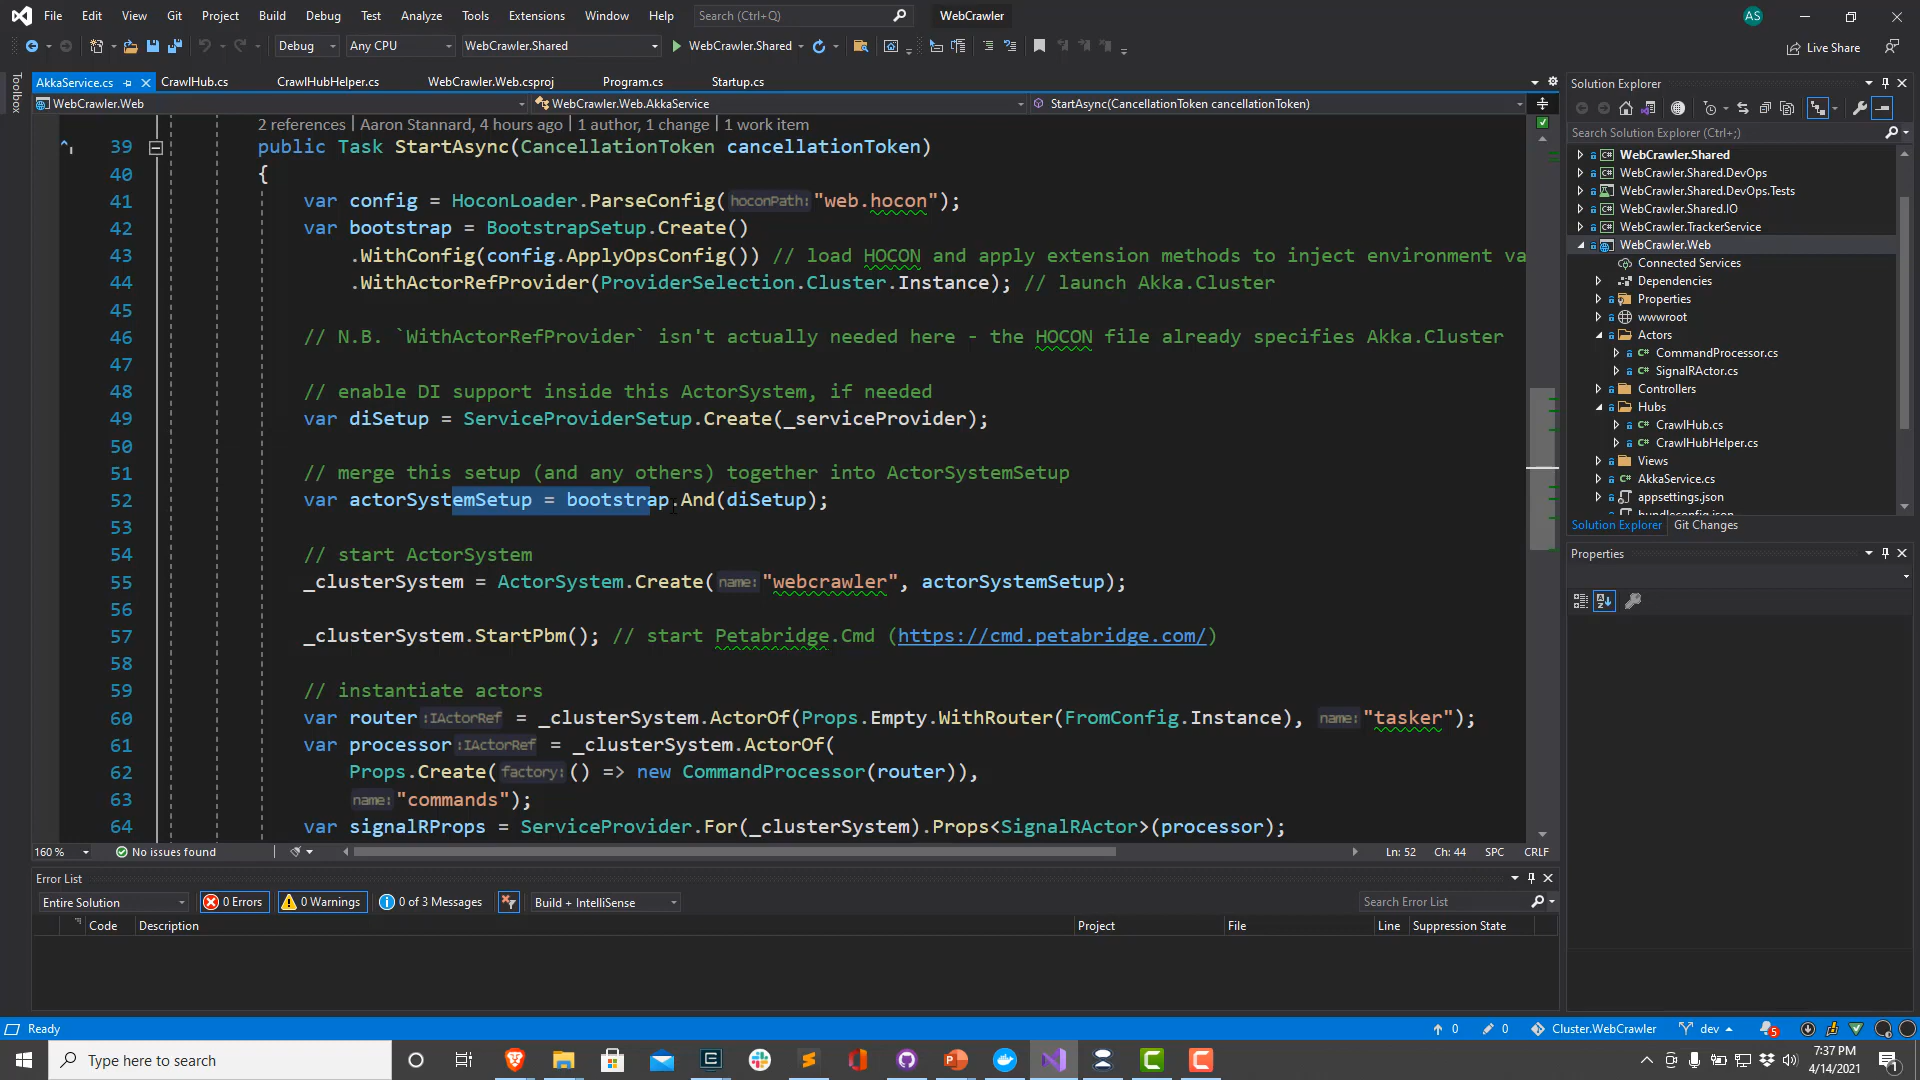 File Edit View Git Project Build Debug Test Analyze Tools Extensions Window Help Search (Ctrl+Q) WebCrawler AS
Debug Any CPU WebCrawler.Shared WebCrawler.Shared Live Share
Toolbox
AkkaService.cs CrawlHub.cs CrawlHubHelper.cs WebCrawler.Web.csproj Program.cs Startup.cs
WebCrawler.Web WebCrawler.Web.AkkaService StartAsync(CancellationToken cancellationToken)
2 references | Aaron Stannard, 4 hours ago | 1 author, 1 change | 1 work item
39 public Task StartAsync(CancellationToken cancellationToken)
40 {
41 var config = HoconLoader.ParseConfig(hoconPath: "web.hocon");
42 var bootstrap = BootstrapSetup.Create()
43 .WithConfig(config.ApplyOpsConfig()) // load HOCON and apply extension methods to inject environment va
44 .WithActorRefProvider(ProviderSelection.Cluster.Instance); // launch Akka.Cluster
45
46 // N.B. `WithActorRefProvider` isn't actually needed here - the HOCON file already specifies Akka.Cluster
47
48 // enable DI support inside this ActorSystem, if needed
49 var diSetup = ServiceProviderSetup.Create(_serviceProvider);
50
51 // merge this setup (and any others) together into ActorSystemSetup
52 var actorSystemSetup = bootstrap.And(diSetup);
53
54 // start ActorSystem
55 _clusterSystem = ActorSystem.Create(name: "webcrawler", actorSystemSetup);
56
57 _clusterSystem.StartPbm(); // start Petabridge.Cmd (https://cmd.petabridge.com/)
58
59 // instantiate actors
60 var router :IActorRef = _clusterSystem.ActorOf(Props.Empty.WithRouter(FromConfig.Instance), name: "tasker");
61 var processor :IActorRef = _clusterSystem.ActorOf(
62 Props.Create(factory: () => new CommandProcessor(router)),
63 name: "commands");
64 var signalRProps = ServiceProvider.For(_clusterSystem).Props<SignalRActor>(processor);
160 % No issues found Ln: 52 Ch: 44 SPC CRLF
Error List
Entire Solution 0 Errors 0 Warnings 0 of 3 Messages Build + IntelliSense Search Error List
Code Description Project File Line Suppression State
Solution Explorer
Search Solution Explorer (Ctrl+;)
WebCrawler.Shared
WebCrawler.Shared.DevOps
WebCrawler.Shared.DevOps.Tests
WebCrawler.Shared.IO
WebCrawler.TrackerService
WebCrawler.Web
Connected Services
Dependencies
Properties
wwwroot
Actors
C# CommandProcessor.cs
C# SignalRActor.cs
Controllers
Hubs
C# CrawlHub.cs
C# CrawlHubHelper.cs
Views
C# AkkaService.cs
appsettings.json
bundleconfig.json
Solution Explorer Git Changes
Properties
Ready 0 0 Cluster.WebCrawler dev 5
Type here to search 7:37 PM
4/14/2021 1